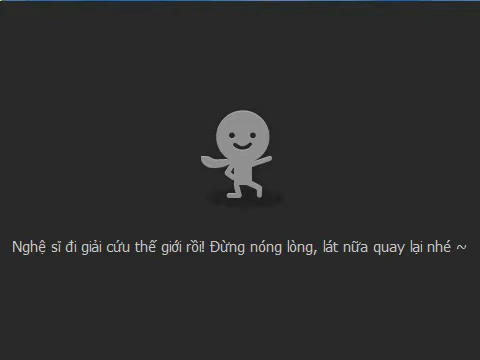 Nghệ sĩ đi giải cứu thế giới rồi! Đừng nóng lòng, lát nữa quay lại nhé ~